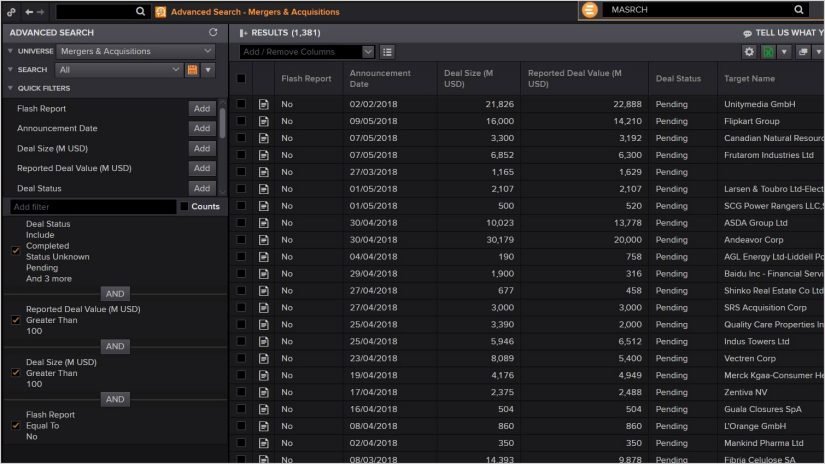 Advanced Search - Mergers & Acquisitions
MASRCH
ADVANCED SEARCH
RESULTS (1,381)
TELL US WHAT Y
UNIVERSE Mergers & Acquisitions
Add / Remove Columns
SEARCH All
QUICK FILTERS
Flash Report Add
Announcement Date Add
Deal Size (M USD) Add
Reported Deal Value (M USD) Add
Deal Status Add
Add filter Counts
Deal Status
Include
Completed
Status Unknown
Pending
And 3 more
AND
Reported Deal Value (M USD)
Greater Than
100
AND
Deal Size (M USD)
Greater Than
100
AND
Flash Report
Equal To
No
Flash Report Announcement Date Deal Size (M USD) Reported Deal Value (M USD) Deal Status Target Name
No 02/02/2018 21,826 22,888 Pending Unitymedia GmbH
No 09/05/2018 16,000 14,210 Pending Flipkart Group
No 07/05/2018 3,300 3,192 Pending Canadian Natural Resourc
No 07/05/2018 6,852 6,300 Pending Frutarom Industries Ltd
No 27/03/2018 1,165 1,629 Pending
No 01/05/2018 2,107 2,107 Pending Larsen & Toubro Ltd-Elect
No 01/05/2018 500 520 Pending SCG Power Rangers LLC,S
No 30/04/2018 10,023 13,778 Pending ASDA Group Ltd
No 30/04/2018 30,179 20,000 Pending Andeavor Corp
No 04/04/2018 190 758 Pending AGL Energy Ltd-Liddell Po
No 29/04/2018 1,900 316 Pending Baidu Inc - Financial Servi
No 27/04/2018 677 458 Pending Shinko Real Estate Co Ltd
No 27/04/2018 3,000 3,000 Pending SRS Acquisition Corp
No 25/04/2018 3,390 2,000 Pending Quality Care Properties In
No 25/04/2018 5,946 6,512 Pending Indus Towers Ltd
No 23/04/2018 8,089 5,400 Pending Vectren Corp
No 19/04/2018 4,176 4,949 Pending Merck Kgaa-Consumer He
No 17/04/2018 2,375 2,488 Pending Zentiva NV
No 16/04/2018 504 504 Pending Guala Closures SpA
No 08/04/2018 860 860 Pending L'Orange GmbH
No 02/04/2018 350 350 Pending Mankind Pharma Ltd
No 08/03/2018 14,393 9,878 Pending Fibria Celulose SA